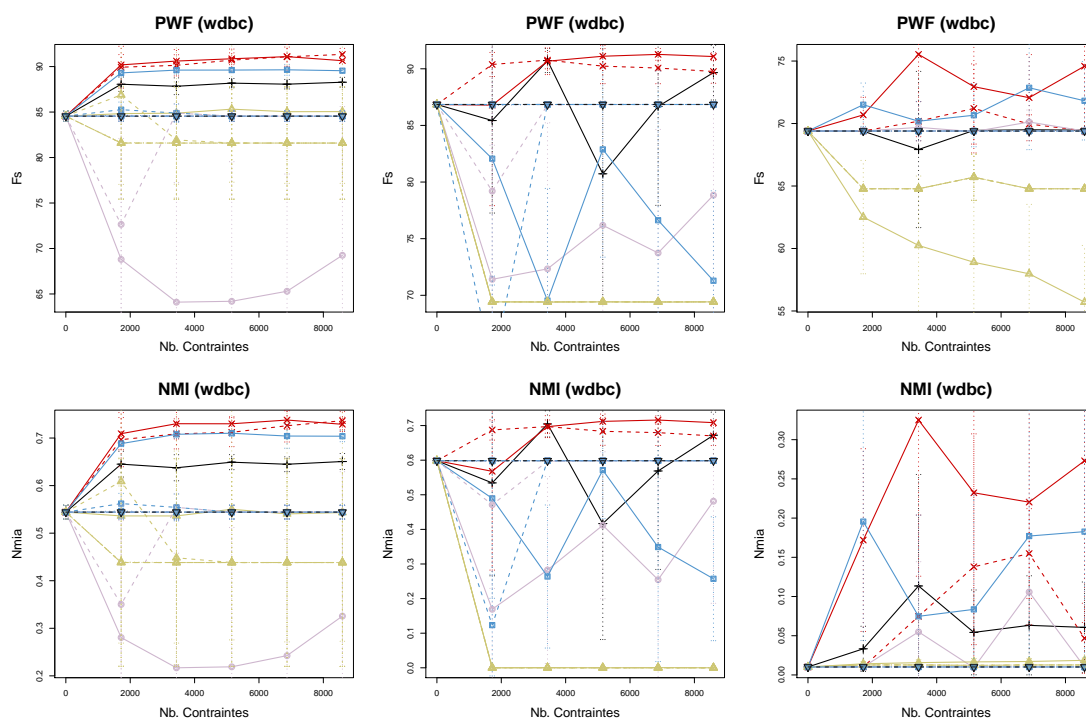 PWF (wdbc)
90
85
80
75
70
65
Fs
0 2000 4000 6000 8000
Nb. Contraintes
PWF (wdbc)
90
85
80
75
70
Fs
0 2000 4000 6000 8000
Nb. Contraintes
PWF (wdbc)
75
70
65
60
55
Fs
0 2000 4000 6000 8000
Nb. Contraintes
NMI (wdbc)
0.7
0.6
0.5
0.4
0.3
0.2
Nmia
0 2000 4000 6000 8000
Nb. Contraintes
NMI (wdbc)
0.7
0.6
0.5
0.4
0.3
0.2
0.1
0.0
Nmia
0 2000 4000 6000 8000
Nb. Contraintes
NMI (wdbc)
0.30
0.25
0.20
0.15
0.10
0.05
0.00
Nmia
0 2000 4000 6000 8000
Nb. Contraintes